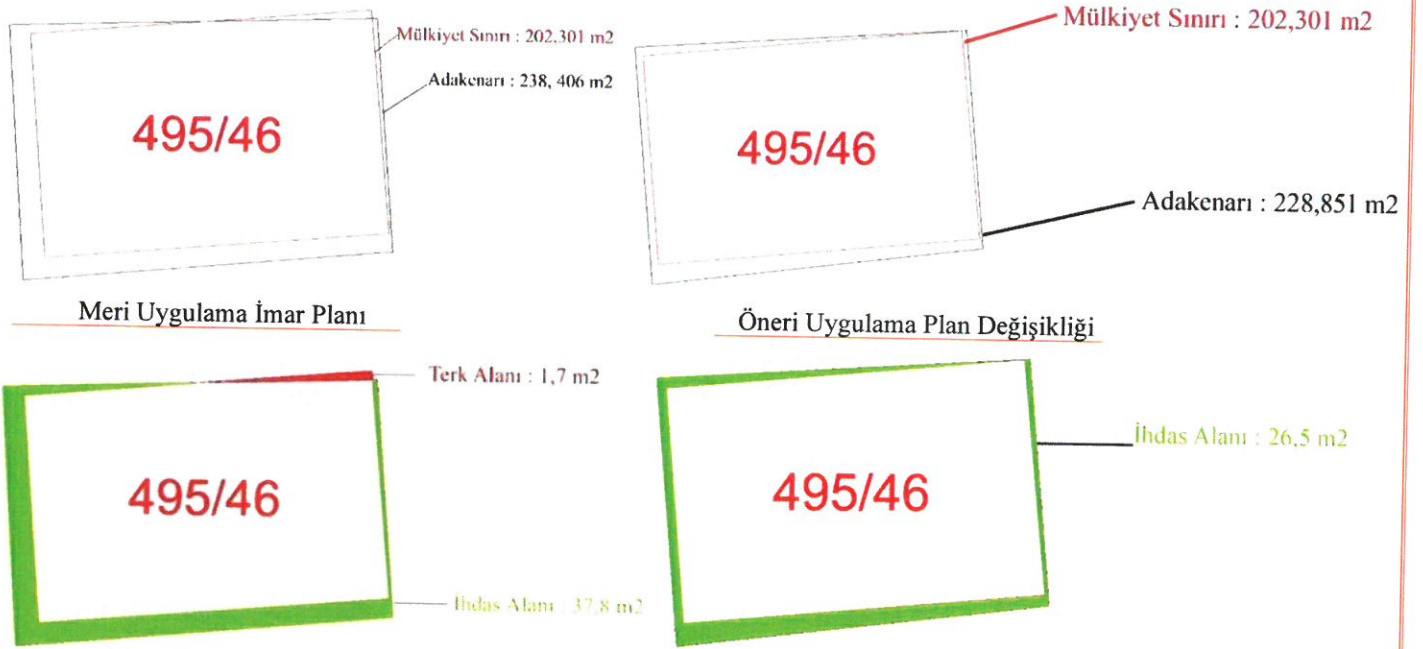 Mülkiyet Sınırı : 202,301 m2
Adakenarı : 238, 406 m2
495/46
Meri Uygulama İmar Planı
Mülkiyet Sınırı : 202,301 m2
495/46
Adakenarı : 228,851 m2
Öneri Uygulama Plan Değişikliği
Terk Alanı : 1,7 m2
495/46
İhdas Alanı : 37,8 m2
İhdas Alanı : 26,5 m2
495/46